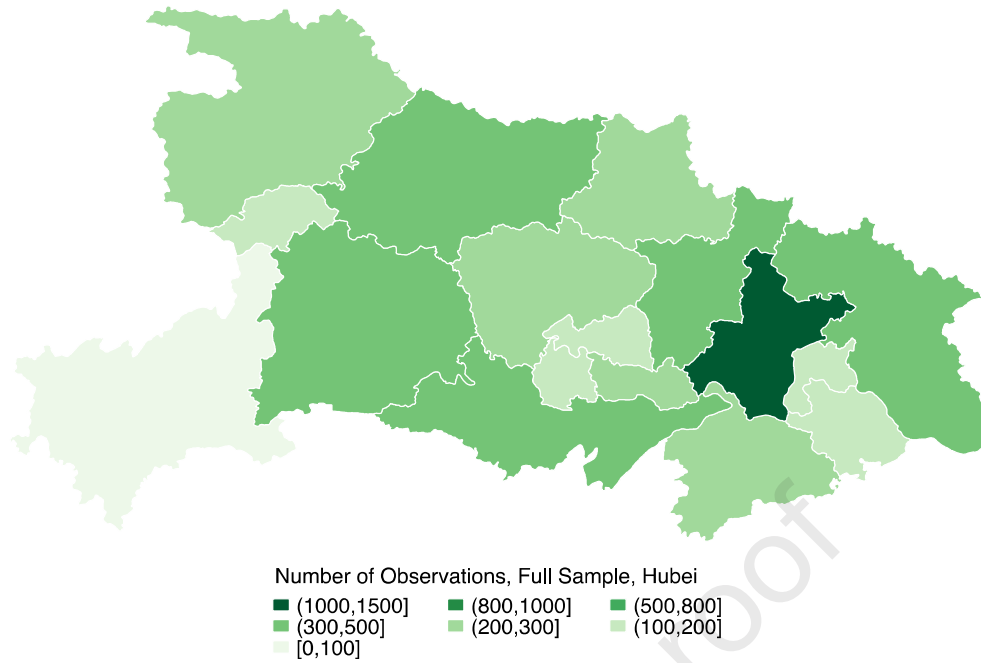 Number of Observations, Full Sample, Hubei
(1000,1500] (800,1000] (500,800]
(300,500] (200,300] (100,200]
[0,100]
roof